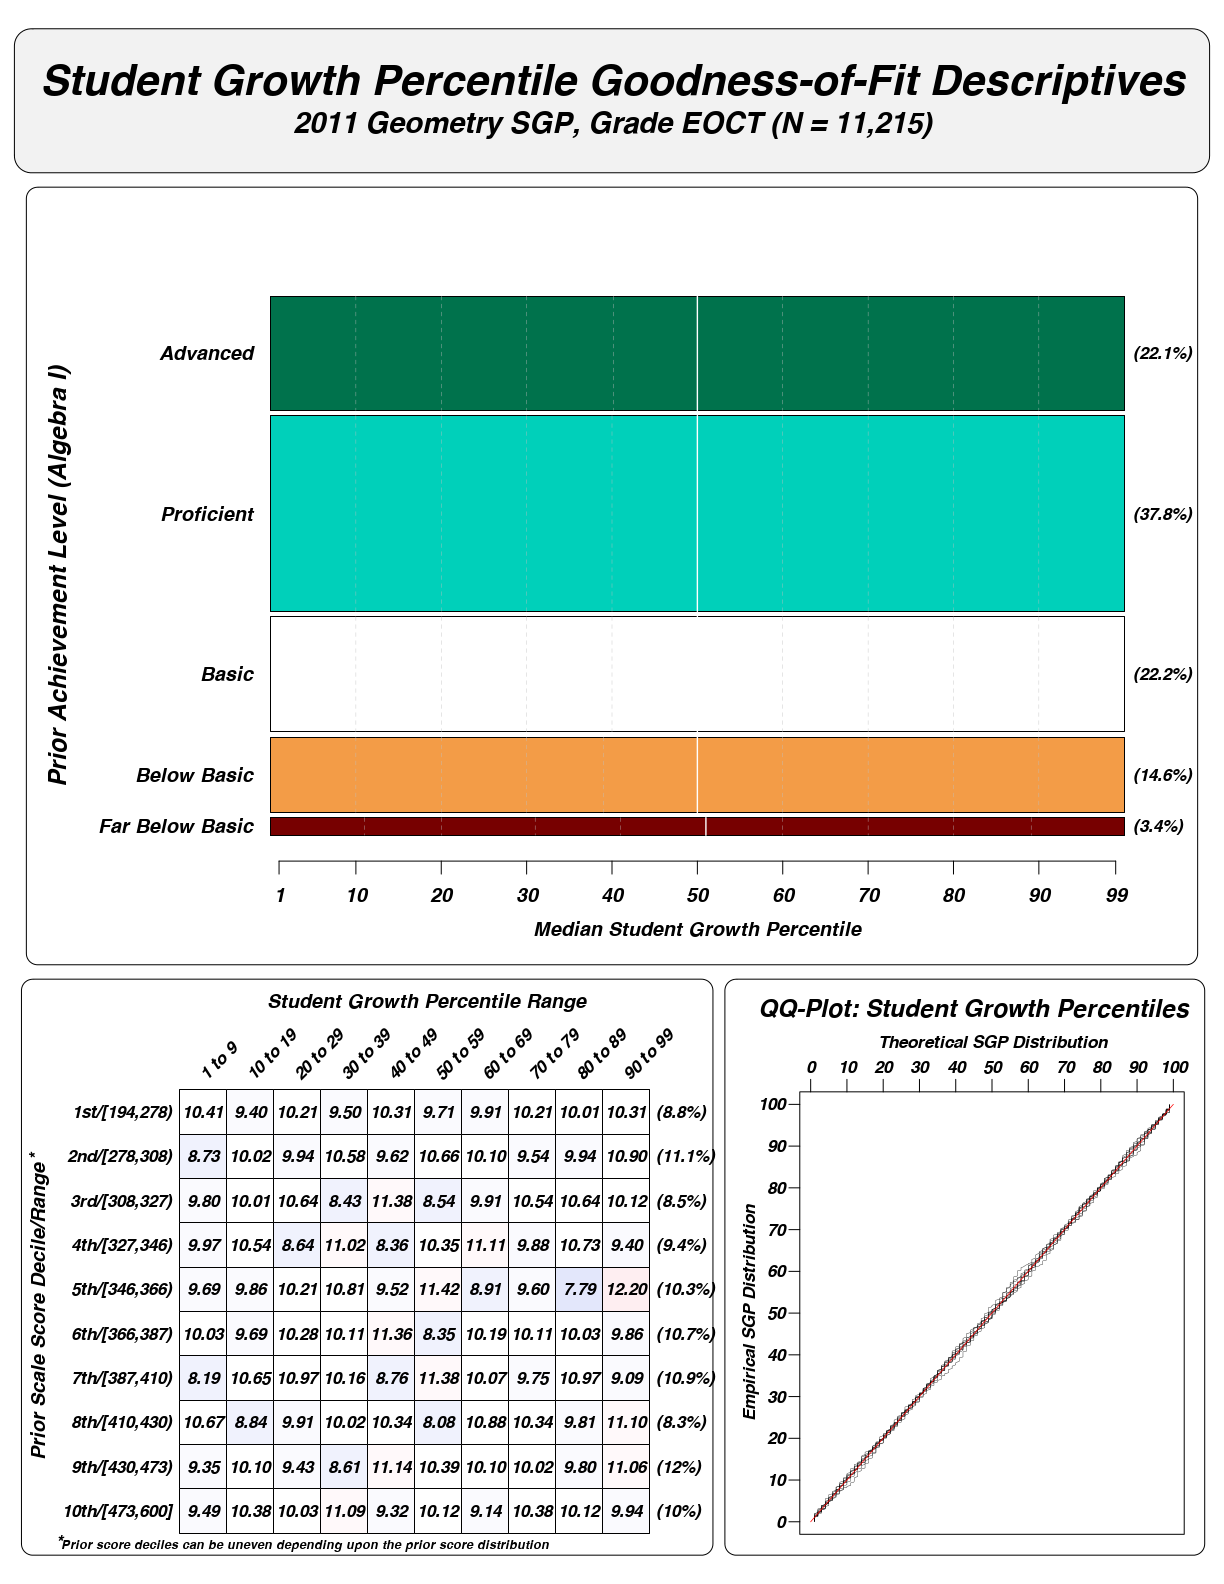 Student Growth Percentile Goodness-of-Fit Descriptives
2011 Geometry SGP, Grade EOCT (N = 11,215)
Prior Achievement Level (Algebra I)
Advanced (22.1%)
Proficient (37.8%)
Basic (22.2%)
Below Basic (14.6%)
Far Below Basic (3.4%)
1 10 20 30 40 50 60 70 80 90 99
Median Student Growth Percentile
Student Growth Percentile Range
1 to 9 10 to 19 20 to 29 30 to 39 40 to 49 50 to 59 60 to 69 70 to 79 80 to 89 90 to 99
Prior Scale Score Decile/Range*
1st/[194,278) 10.41 9.40 10.21 9.50 10.31 9.71 9.91 10.21 10.01 10.31 (8.8%)
2nd/[278,308) 8.73 10.02 9.94 10.58 9.62 10.66 10.10 9.54 9.94 10.90 (11.1%)
3rd/[308,327) 9.80 10.01 10.64 8.43 11.38 8.54 9.91 10.54 10.64 10.12 (8.5%)
4th/[327,346) 9.97 10.54 8.64 11.02 8.36 10.35 11.11 9.88 10.73 9.40 (9.4%)
5th/[346,366) 9.69 9.86 10.21 10.81 9.52 11.42 8.91 9.60 7.79 12.20 (10.3%)
6th/[366,387) 10.03 9.69 10.28 10.11 11.36 8.35 10.19 10.11 10.03 9.86 (10.7%)
7th/[387,410) 8.19 10.65 10.97 10.16 8.76 11.38 10.07 9.75 10.97 9.09 (10.9%)
8th/[410,430) 10.67 8.84 9.91 10.02 10.34 8.08 10.88 10.34 9.81 11.10 (8.3%)
9th/[430,473) 9.35 10.10 9.43 8.61 11.14 10.39 10.10 10.02 9.80 11.06 (12%)
10th/[473,600] 9.49 10.38 10.03 11.09 9.32 10.12 9.14 10.38 10.12 9.94 (10%)
*Prior score deciles can be uneven depending upon the prior score distribution
QQ-Plot: Student Growth Percentiles
Theoretical SGP Distribution
0 10 20 30 40 50 60 70 80 90 100
Empirical SGP Distribution
100
90
80
70
60
50
40
30
20
10
0